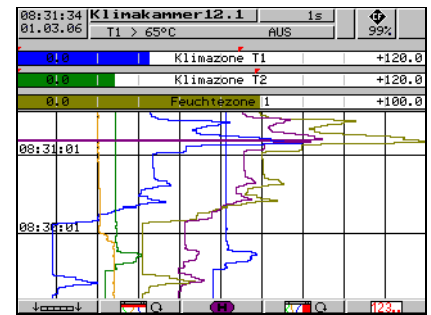 08:31:34 Klimakammer12.1 1s
01.03.06 T1 > 65°C AUS 99%
0.0 Klimazone T1 +120.0
0.0 Klimazone T2 +120.0
0.0 Feuchtezone 1 +100.0
08:31:01
08:30:01
M 123..